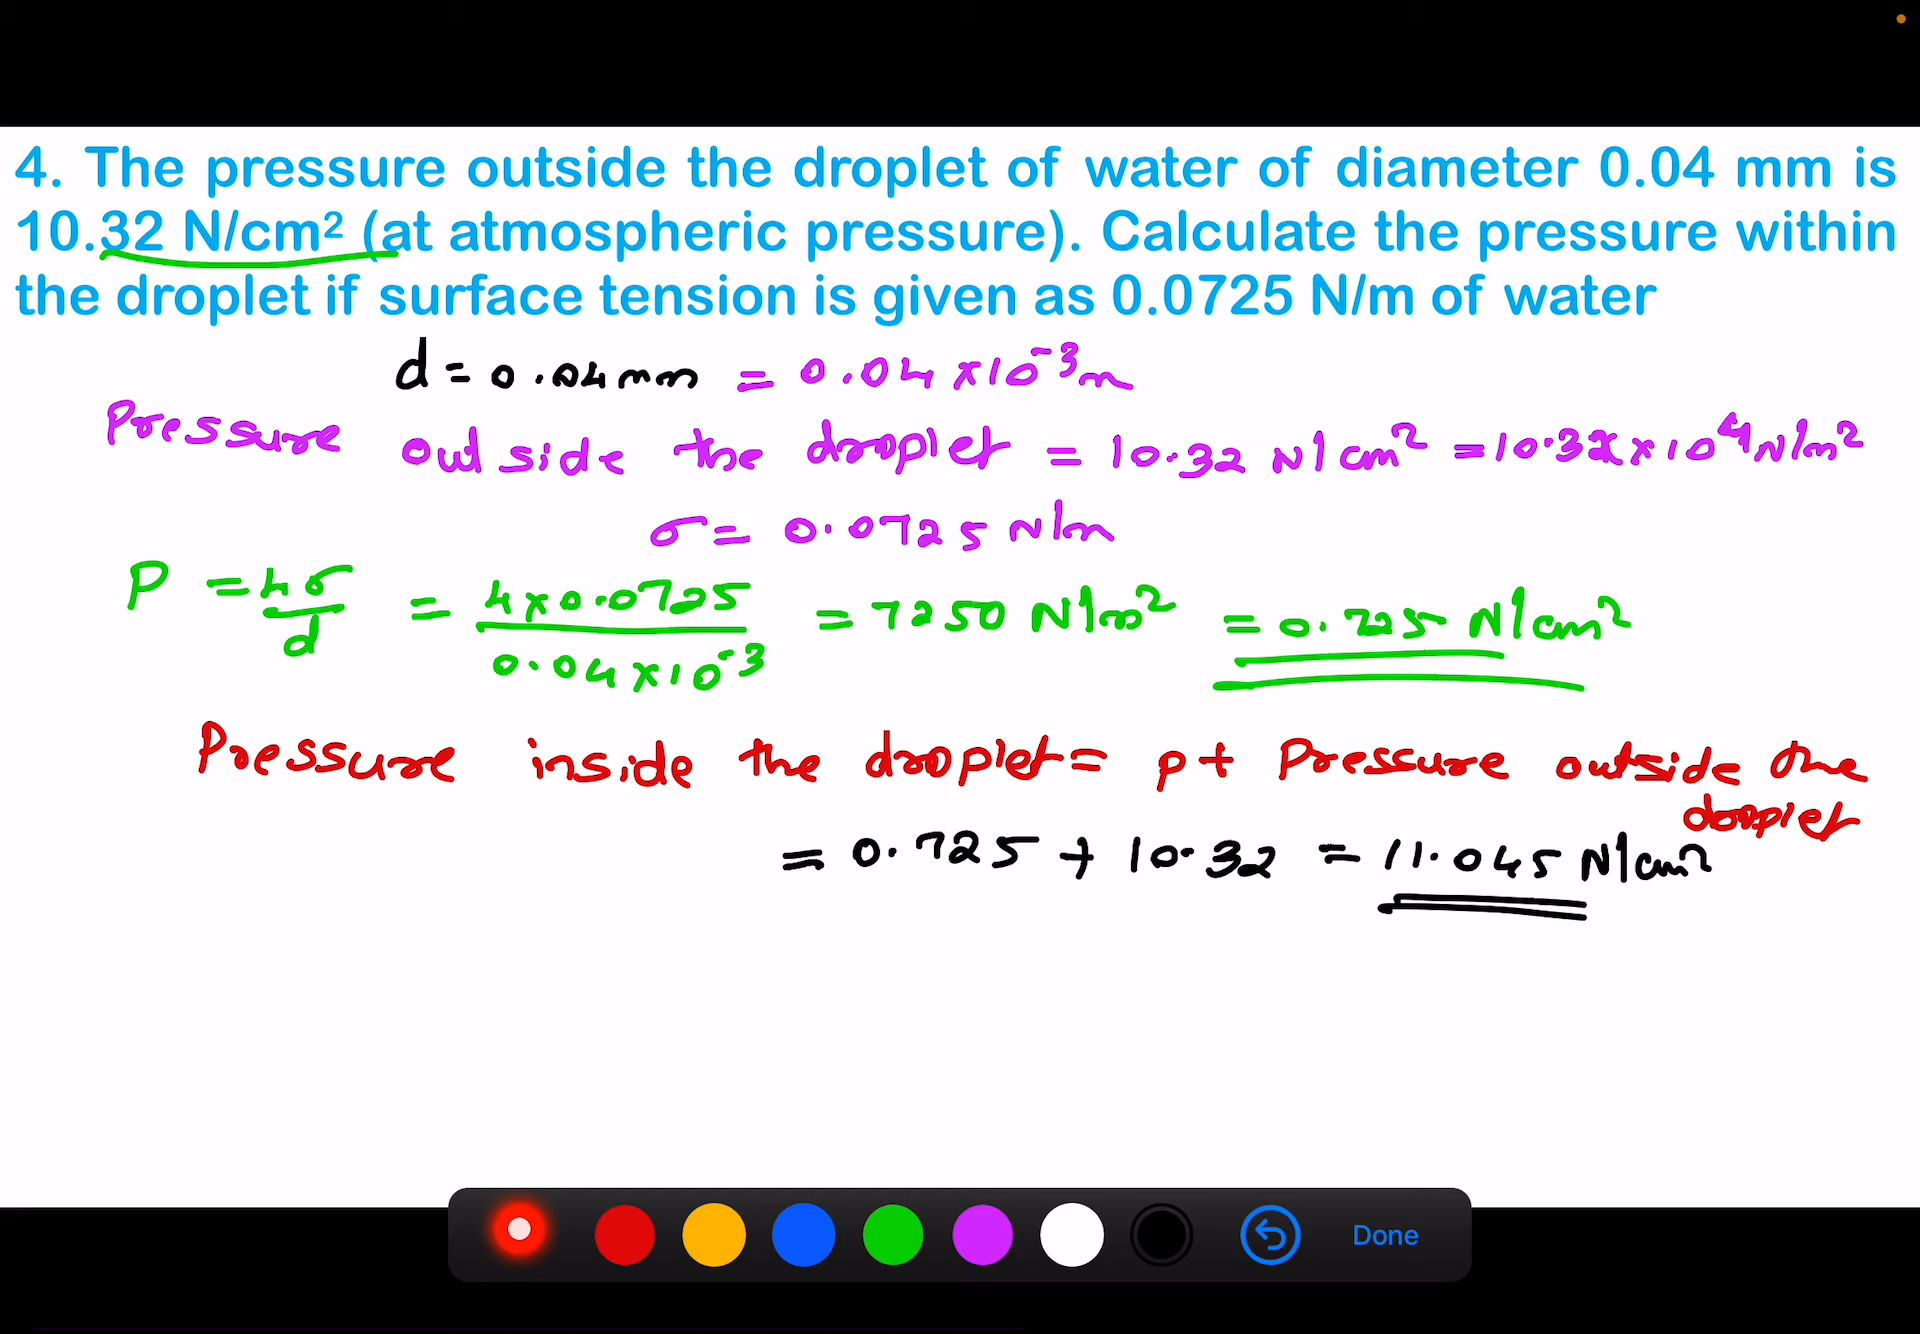 4. The pressure outside the droplet of water of diameter 0.04 mm is
10.32 N/cm² (at atmospheric pressure). Calculate the pressure within
the droplet if surface tension is given as 0.0725 N/m of water
d = 0.04mm = 0.04 × 10⁻³m
Pressure outside the droplet = 10.32 N/cm² = 10.32 × 10⁴ N/m²
σ = 0.0725 N/m
P = 4σ/d = 4×0.0725/0.04×10⁻³ = 7250 N/m² = 0.725 N/cm²
Pressure inside the droplet = p + Pressure outside the
droplet
= 0.725 + 10.32 = 11.045 N/cm²
Done